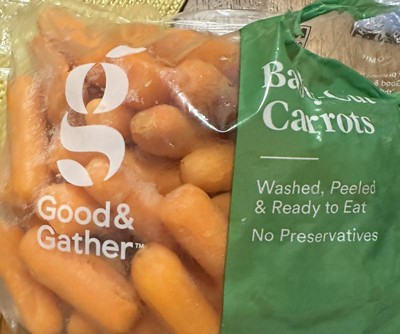 g
Good&
Gather™
Carrots
Washed, Peeled
& Ready to Eat
No Preservatives